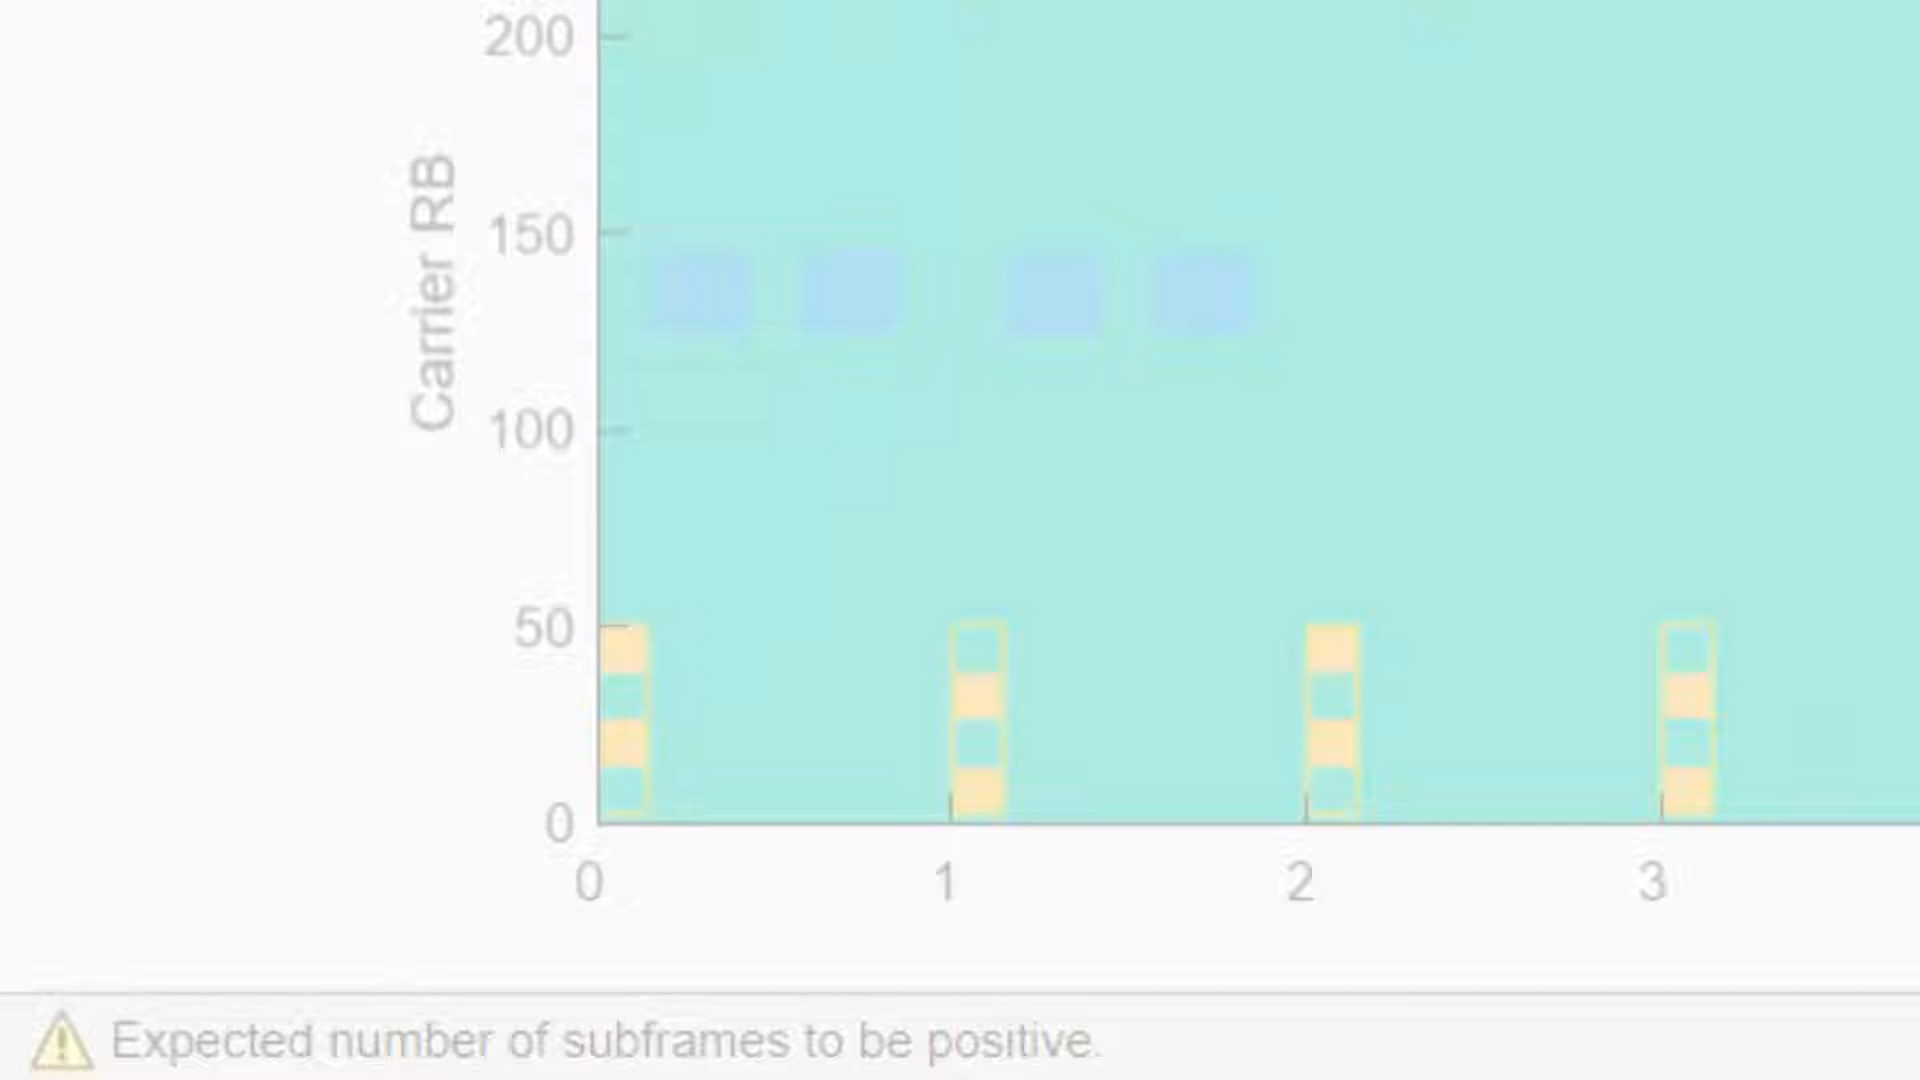 200
150
Carrier RB
100
50
0
0 1 2 3
Expected number of subframes to be positive.